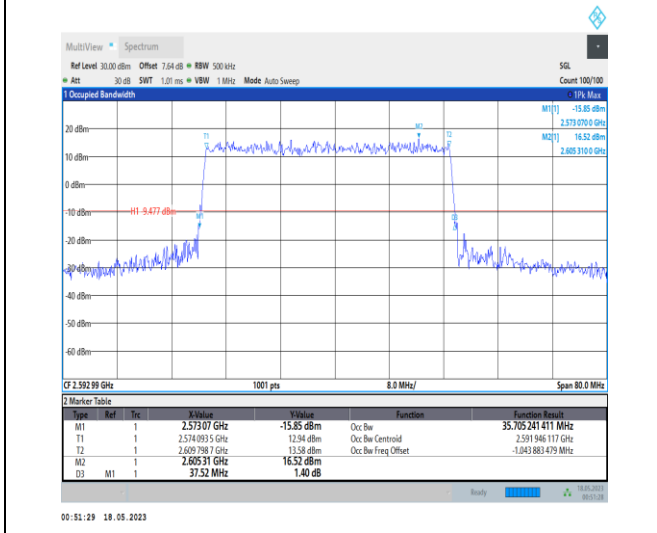 MultiView Spectrum
Ref Level 30.00 dBm Offset 7.64 dB RBW 500 kHz SGL
Att 30 dB SWT 1.01 ms VBW 1 MHz Mode Auto Sweep Count 100/100
1 Occupied Bandwidth 1Pk Max
M1[1] -15.85 dBm
2.573 070 0 GHz
M2[1] 16.52 dBm
2.605 310 0 GHz
M2
T1
T2
20 dBm
10 dBm
0 dBm
-10 dBm
H1 -9.477 dBm
M1
D3
-20 dBm
-30 dBm
-40 dBm
-50 dBm
-60 dBm
CF 2.592 99 GHz 1001 pts 8.0 MHz/ Span 80.0 MHz
2 Marker Table
Type Ref Trc X-Value Y-Value Function Function Result
M1 1 2.573 07 GHz -15.85 dBm Occ Bw 35.705 241 411 MHz
T1 1 2.574 093 5 GHz 12.94 dBm Occ Bw Centroid 2.591 946 117 GHz
T2 1 2.609 798 7 GHz 13.58 dBm Occ Bw Freq Offset -1.043 883 479 MHz
M2 1 2.605 31 GHz 16.52 dBm
D3 M1 1 37.52 MHz 1.40 dB
Ready 18.05.2023
00:51:28
00:51:29 18.05.2023